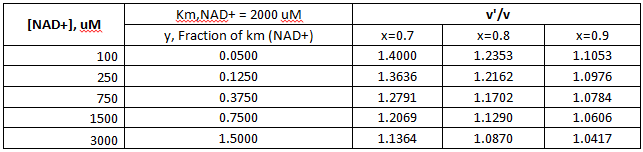 [NAD+], uM Km,NAD+ = 2000 uM v'/v
y, Fraction of km (NAD+) x=0.7 x=0.8 x=0.9
100 0.0500 1.4000 1.2353 1.1053
250 0.1250 1.3636 1.2162 1.0976
750 0.3750 1.2791 1.1702 1.0784
1500 0.7500 1.2069 1.1290 1.0606
3000 1.5000 1.1364 1.0870 1.0417